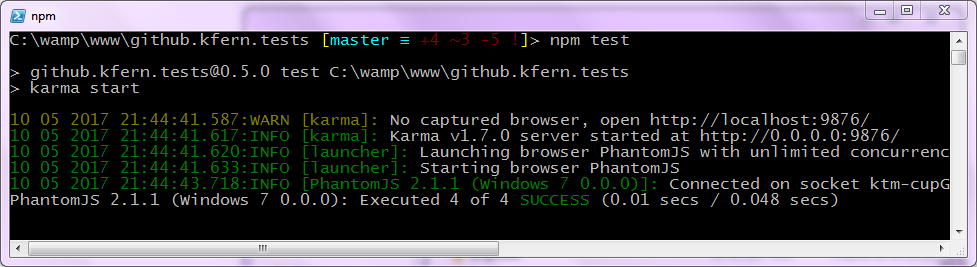 npm
C:\wamp\www\github.kfern.tests [master ≡ +4 ~3 -5 !]> npm test
> github.kfern.tests@0.5.0 test C:\wamp\www\github.kfern.tests
> karma start
10 05 2017 21:44:41.587:WARN [karma]: No captured browser, open http://localhost:9876/
10 05 2017 21:44:41.617:INFO [karma]: Karma v1.7.0 server started at http://0.0.0.0:9876/
10 05 2017 21:44:41.620:INFO [launcher]: Launching browser PhantomJS with unlimited concurrenc
10 05 2017 21:44:41.633:INFO [launcher]: Starting browser PhantomJS
10 05 2017 21:44:43.718:INFO [PhantomJS 2.1.1 (Windows 7 0.0.0)]: Connected on socket ktm-cupG
PhantomJS 2.1.1 (Windows 7 0.0.0): Executed 4 of 4 SUCCESS (0.01 secs / 0.048 secs)